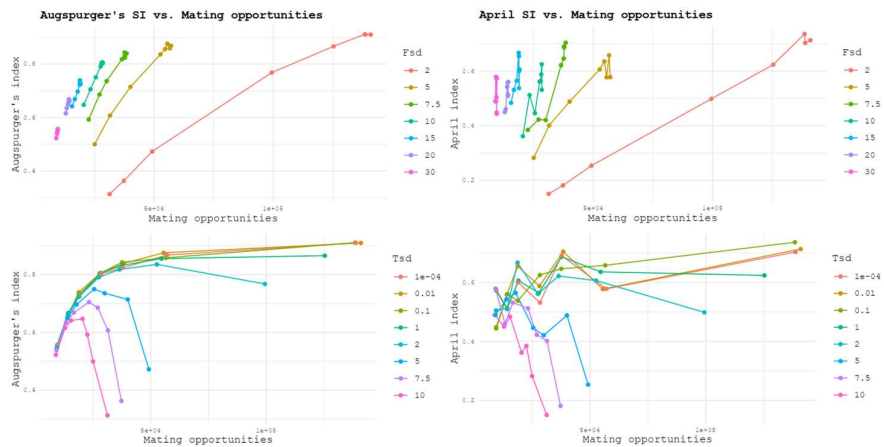 Augspurger's SI vs. Mating opportunities
Augspurger's index
0.8
0.6
0.4
5e+04
1e+05
Mating opportunities
Fsd
2
5
7.5
10
15
20
30
April SI vs. Mating opportunities
April index
0.6
0.4
0.2
5e+04
1e+05
Mating opportunities
Fsd
2
5
7.5
10
15
20
30
Augspurger's index
0.8
0.6
0.4
5e+04
1e+05
Mating opportunities
Tsd
1e-04
0.01
0.1
1
2
5
7.5
10
April index
0.6
0.4
0.2
5e+04
1e+05
Mating opportunities
Tsd
1e-04
0.01
0.1
1
2
5
7.5
10